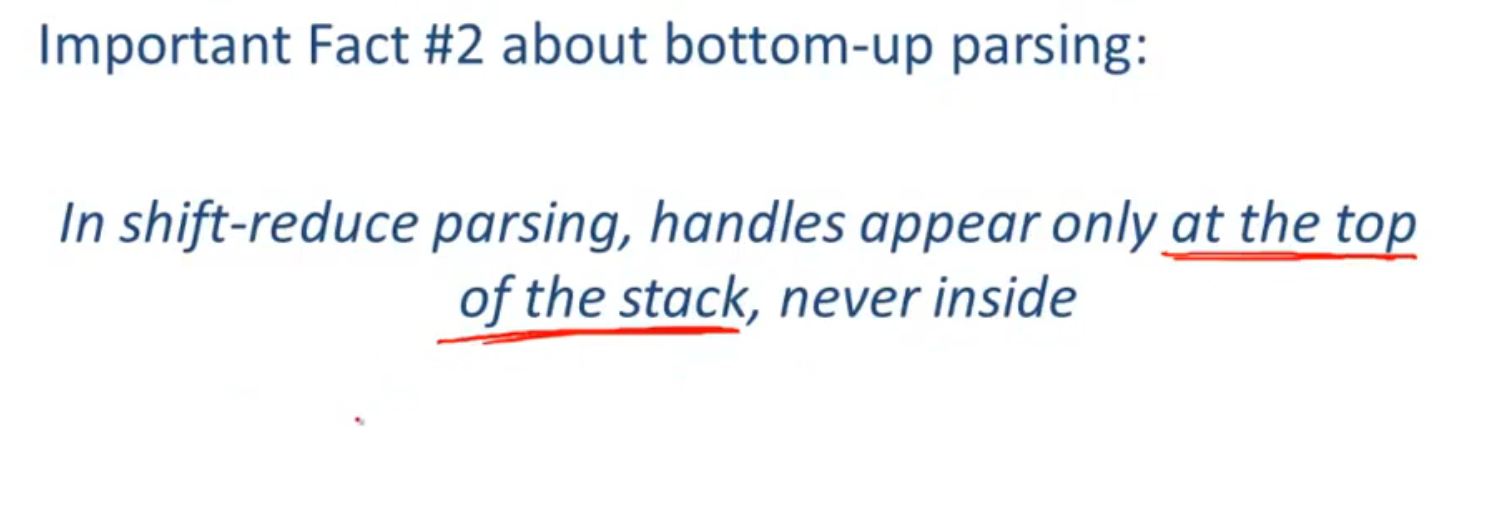 Important Fact #2 about bottom-up parsing:
In shift-reduce parsing, handles appear only at the top
of the stack, never inside